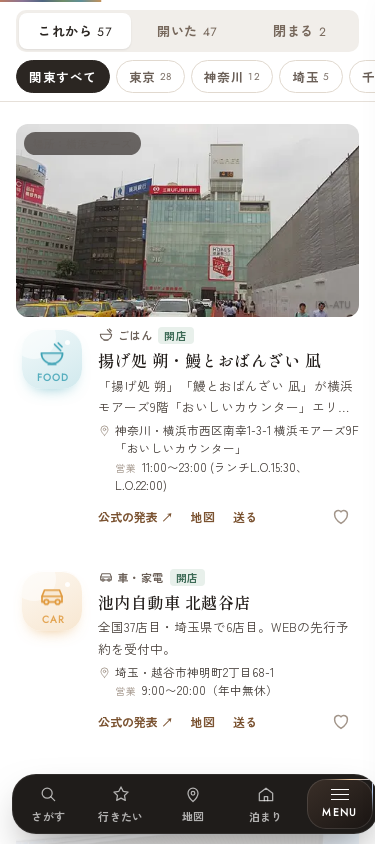 これから 57
開いた 47
閉まる 2
関東すべて
東京 28
神奈川 12
埼玉 5
千
三菱UFJ銀行
MORE'S
ごはん 開店
FOOD
揚げ処 朔・鰻とおばんざい 凪
「揚げ処 朔」「鰻とおばんざい 凪」が横浜
モアーズ9階「おいしいカウンター」エリ…
神奈川・横浜市西区南幸1-3-1 横浜モアーズ9F
「おいしいカウンター」
営業 11:00〜23:00 (ランチL.O.15:30、
L.O.22:00)
公式の発表 ↗ 地図 送る
車・家電 開店
CAR
池内自動車 北越谷店
全国37店目・埼玉県で6店目。WEBの先行予
約を受付中。
埼玉・越谷市神明町2丁目68-1
営業 9:00〜20:00（年中無休）
公式の発表 ↗ 地図 送る
さがす
行きたい
地図
泊まり
MENU